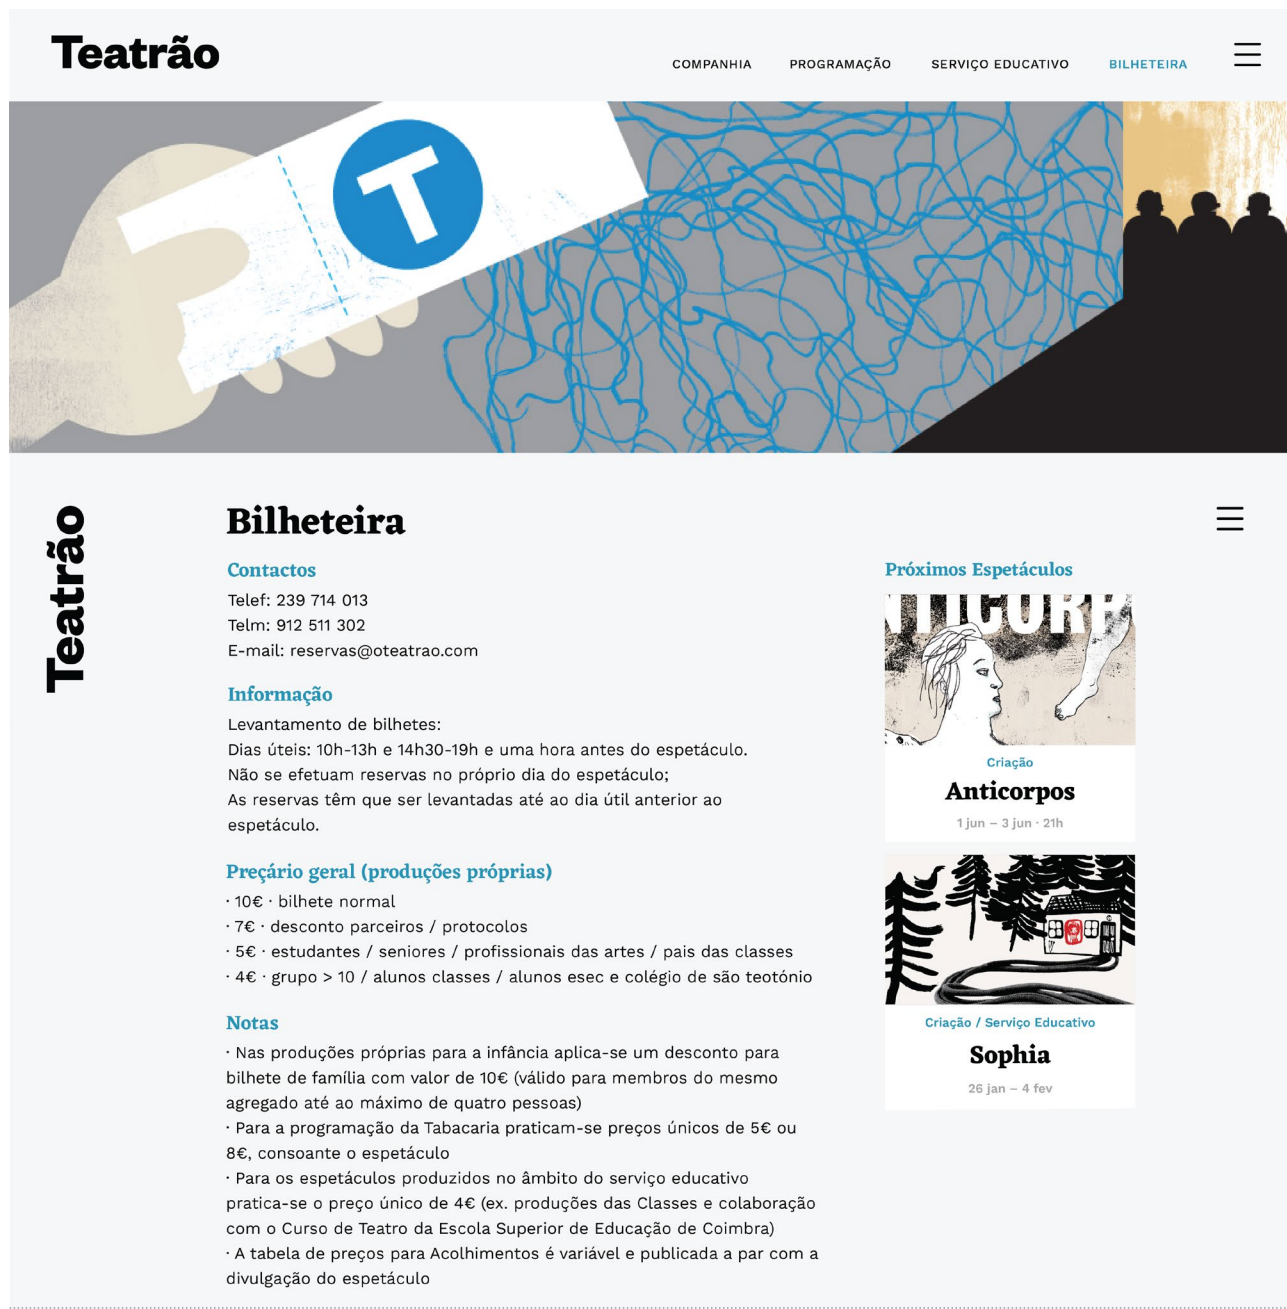 Teatrão
COMPANHIA PROGRAMAÇÃO SERVIÇO EDUCATIVO BILHETEIRA
T
Teatrão
Bilheteira
Contactos
Telef: 239 714 013
Telm: 912 511 302
E-mail: reservas@oteatrao.com
Informação
Levantamento de bilhetes:
Dias úteis: 10h-13h e 14h30-19h e uma hora antes do espetáculo.
Não se efetuam reservas no próprio dia do espetáculo;
As reservas têm que ser levantadas até ao dia útil anterior ao
espetáculo.
Preçário geral (produções próprias)
· 10€ · bilhete normal
· 7€ · desconto parceiros / protocolos
· 5€ · estudantes / seniores / profissionais das artes / pais das classes
· 4€ · grupo > 10 / alunos classes / alunos esec e colégio de são teotónio
Notas
· Nas produções próprias para a infância aplica-se um desconto para
bilhete de família com valor de 10€ (válido para membros do mesmo
agregado até ao máximo de quatro pessoas)
· Para a programação da Tabacaria praticam-se preços únicos de 5€ ou
8€, consoante o espetáculo
· Para os espetáculos produzidos no âmbito do serviço educativo
pratica-se o preço único de 4€ (ex. produções das Classes e colaboração
com o Curso de Teatro da Escola Superior de Educação de Coimbra)
· A tabela de preços para Acolhimentos é variável e publicada a par com a
divulgação do espetáculo
Próximos Espetáculos
NTICORP
Criação
Anticorpos
1 jun – 3 jun · 21h
Criação / Serviço Educativo
Sophia
26 jan – 4 fev